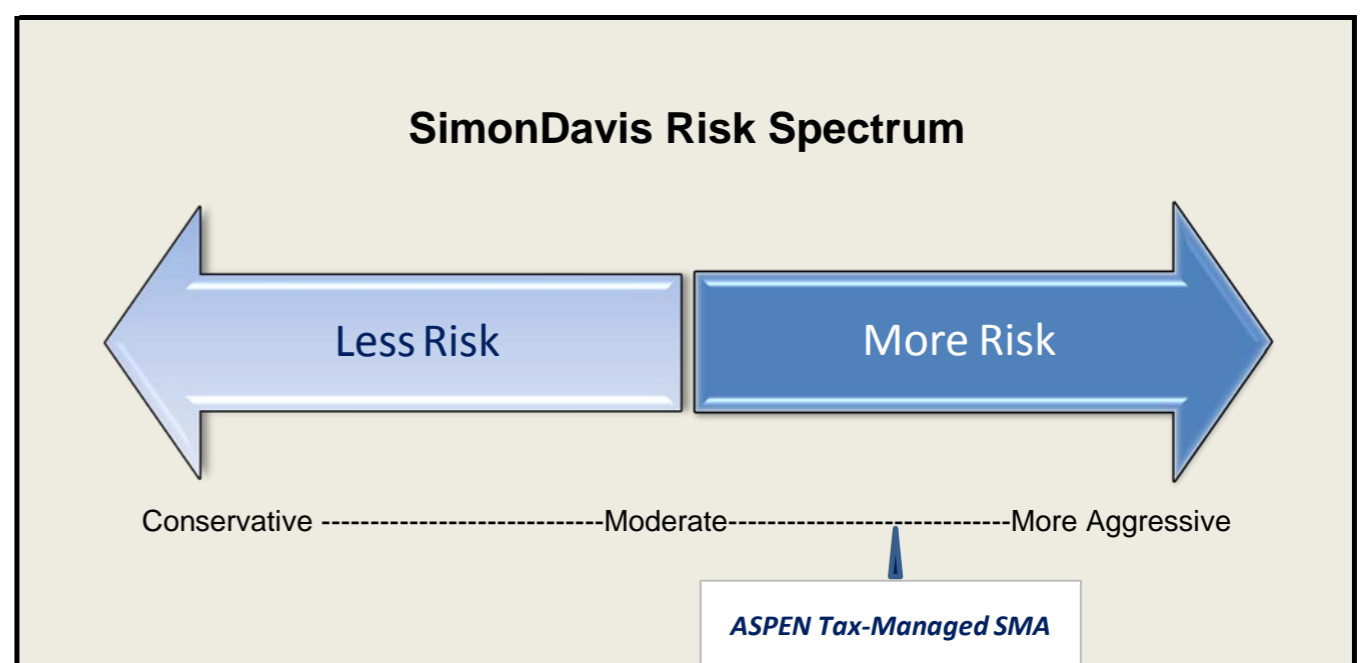 SimonDavis Risk Spectrum
Less Risk
More Risk
Conservative -----------------------------Moderate-----------------------------More Aggressive
ASPEN Tax-Managed SMA